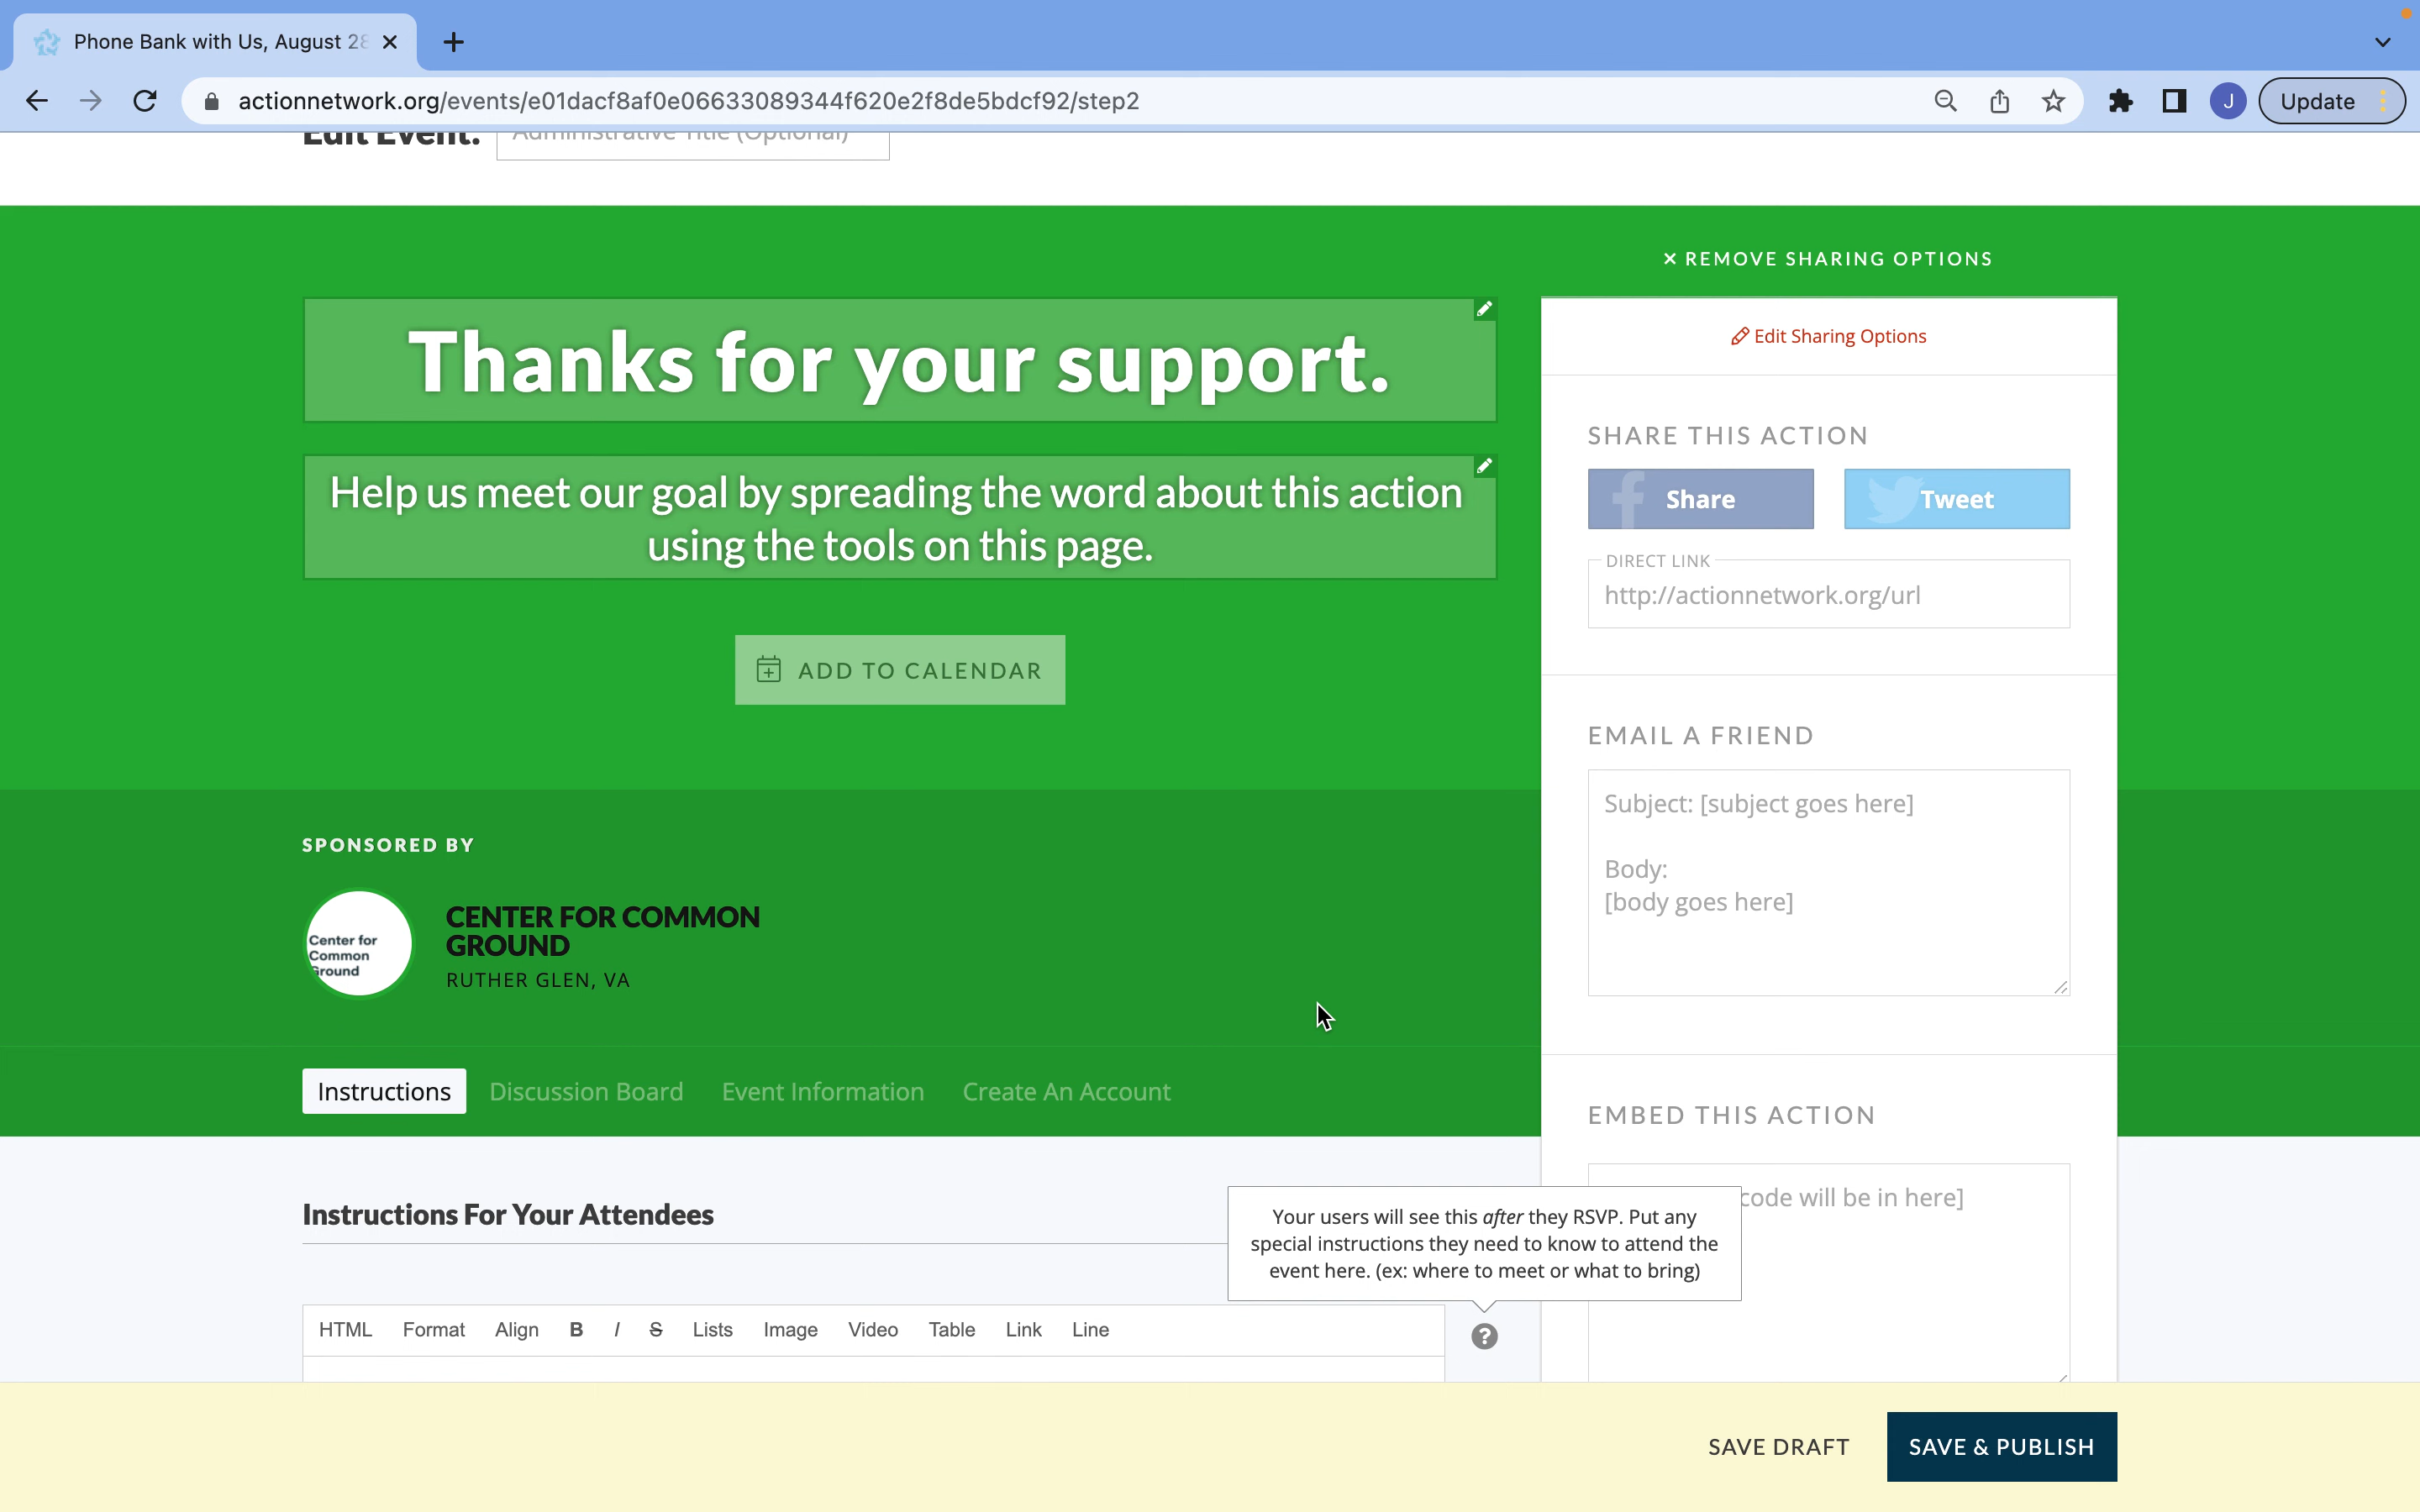 Phone Bank with Us, August 28
actionnetwork.org/events/e01dacf8af0e06633089344f620e2f8de5bdcf92/step2
J
Update
Edit Event:
Administrative Title (Optional)
× REMOVE SHARING OPTIONS
Thanks for your support.
Help us meet our goal by spreading the word about this action
using the tools on this page.
ADD TO CALENDAR
Edit Sharing Options
SHARE THIS ACTION
Share
Tweet
DIRECT LINK
http://actionnetwork.org/url
EMAIL A FRIEND
Subject: [subject goes here]
Body:
[body goes here]
SPONSORED BY
Center for
Common
Ground
CENTER FOR COMMON
GROUND
RUTHER GLEN, VA
Instructions
Discussion Board
Event Information
Create An Account
EMBED THIS ACTION
code will be in here]
Instructions For Your Attendees
Your users will see this after they RSVP. Put any
special instructions they need to know to attend the
event here. (ex: where to meet or what to bring)
HTML
Format
Align
B
I
S
Lists
Image
Video
Table
Link
Line
?
SAVE DRAFT
SAVE & PUBLISH